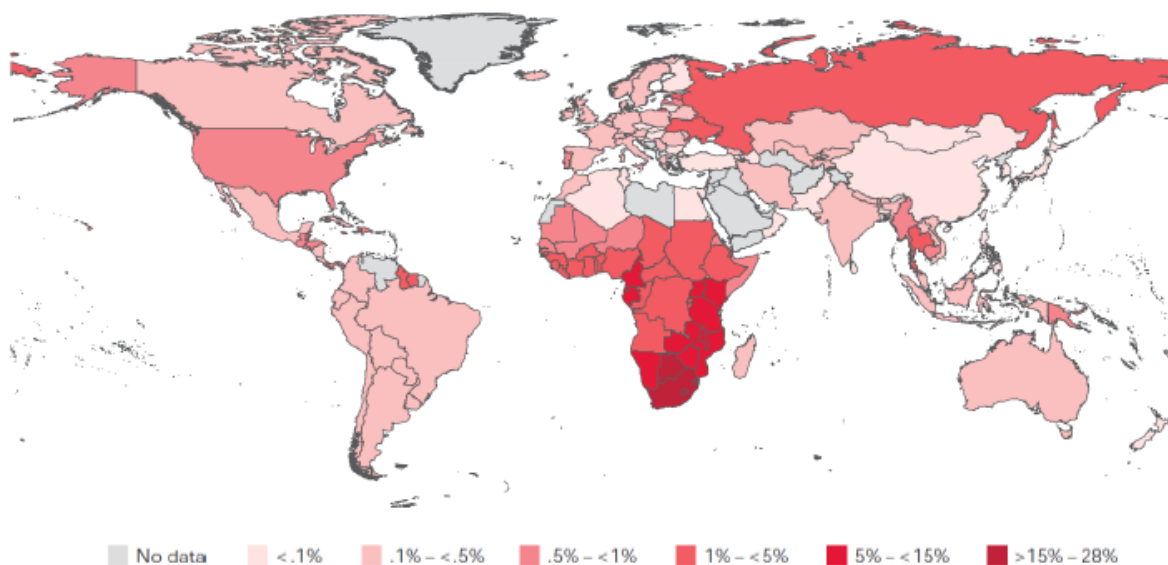 No data <.1% .1% – <.5% .5% – <1% 1% – <5% 5% – <15% >15% – 28%